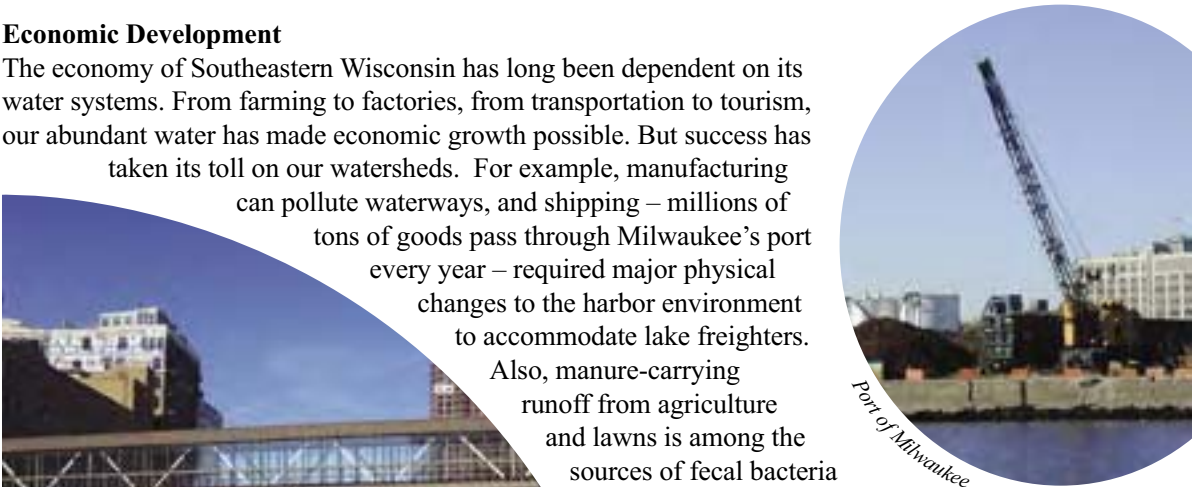 Economic Development
The economy of Southeastern Wisconsin has long been dependent on its
water systems. From farming to factories, from transportation to tourism,
our abundant water has made economic growth possible. But success has
taken its toll on our watersheds.  For example, manufacturing
can pollute waterways, and shipping – millions of
tons of goods pass through Milwaukee’s port
every year – required major physical
changes to the harbor environment
to accommodate lake freighters.
Also, manure-carrying
runoff from agriculture
and lawns is among the
sources of fecal bacteria
Port of Milwaukee